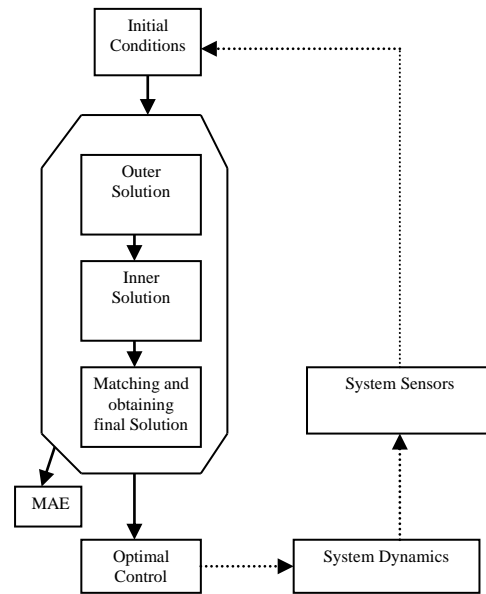 Initial
Conditions
Outer
Solution
Inner
Solution
Matching and
obtaining
final Solution
System Sensors
MAE
Optimal
Control
System Dynamics